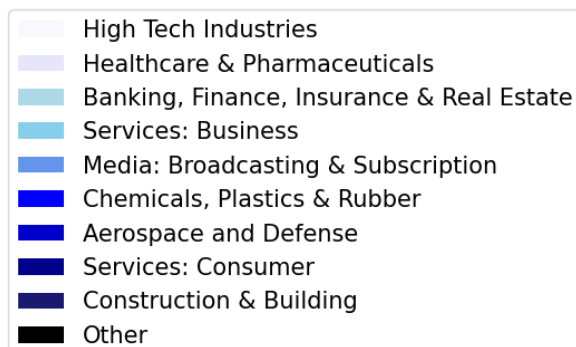 High Tech Industries
Healthcare & Pharmaceuticals
Banking, Finance, Insurance & Real Estate
Services: Business
Media: Broadcasting & Subscription
Chemicals, Plastics & Rubber
Aerospace and Defense
Services: Consumer
Construction & Building
Other